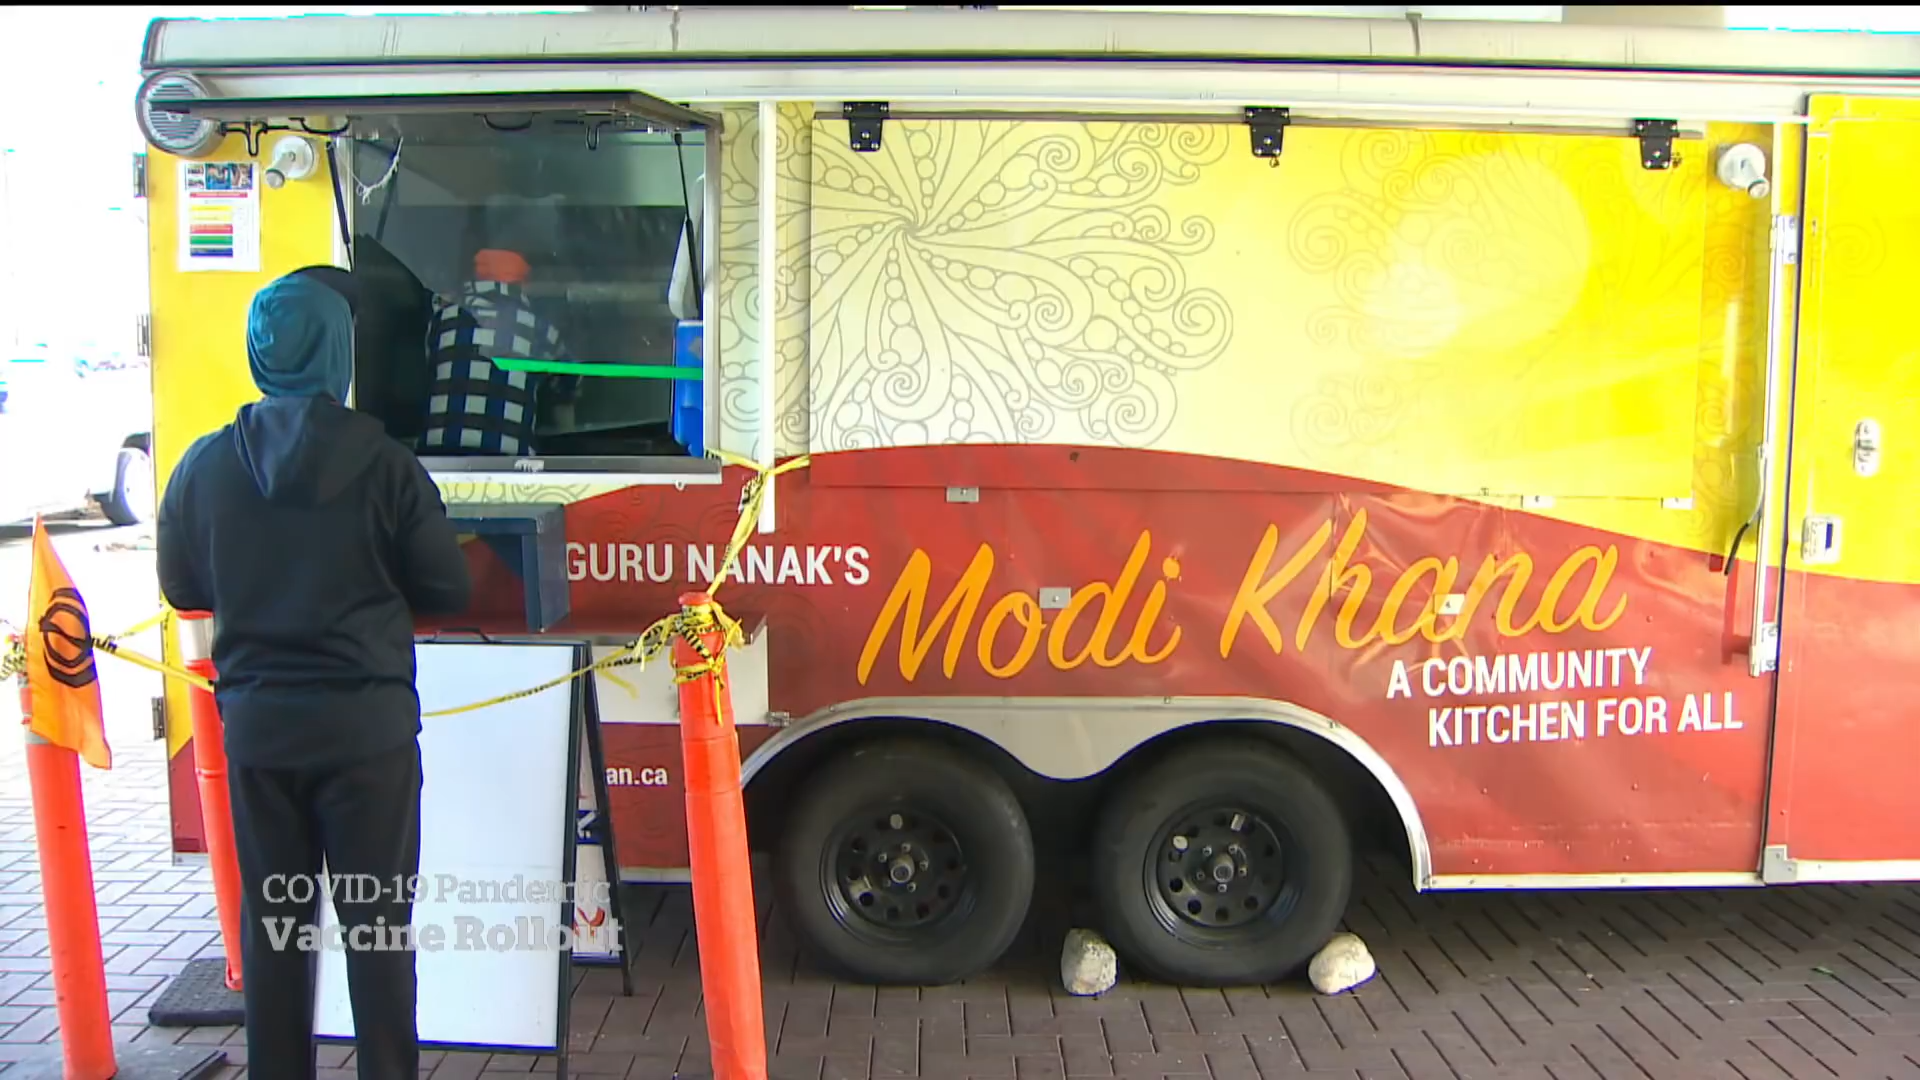 GURU NANAK'S
Modi Khana
A COMMUNITY
KITCHEN FOR ALL
an.ca
COVID-19 Pandemic
Vaccine Rollout